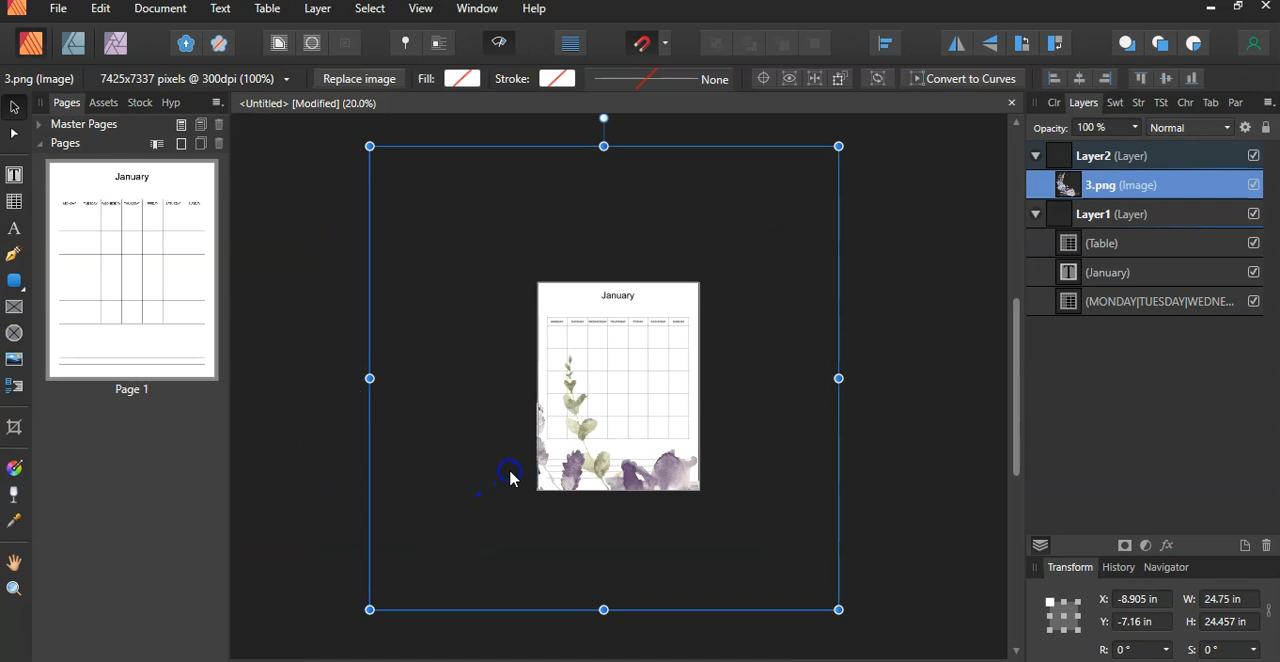 File Edit Document Text Table Layer Select View Window Help
3.png (Image) 7425x7337 pixels @ 300dpi (100%) Replace image Fill: Stroke: None Convert to Curves
Pages Assets Stock Hyp
<Untitled> [Modified] (20.0%)
Clr Layers Swt Str TSt Chr Tab Par
Master Pages
Pages
Opacity: 100 % Normal
January
Page 1
January
Layer2 (Layer)
3.png (Image)
Layer1 (Layer)
(Table)
(January)
(MONDAY|TUESDAY|WEDNE...
Transform History Navigator
X: -8.905 in W: 24.75 in
Y: -7.16 in H: 24.457 in
R: 0 ° S: 0 °